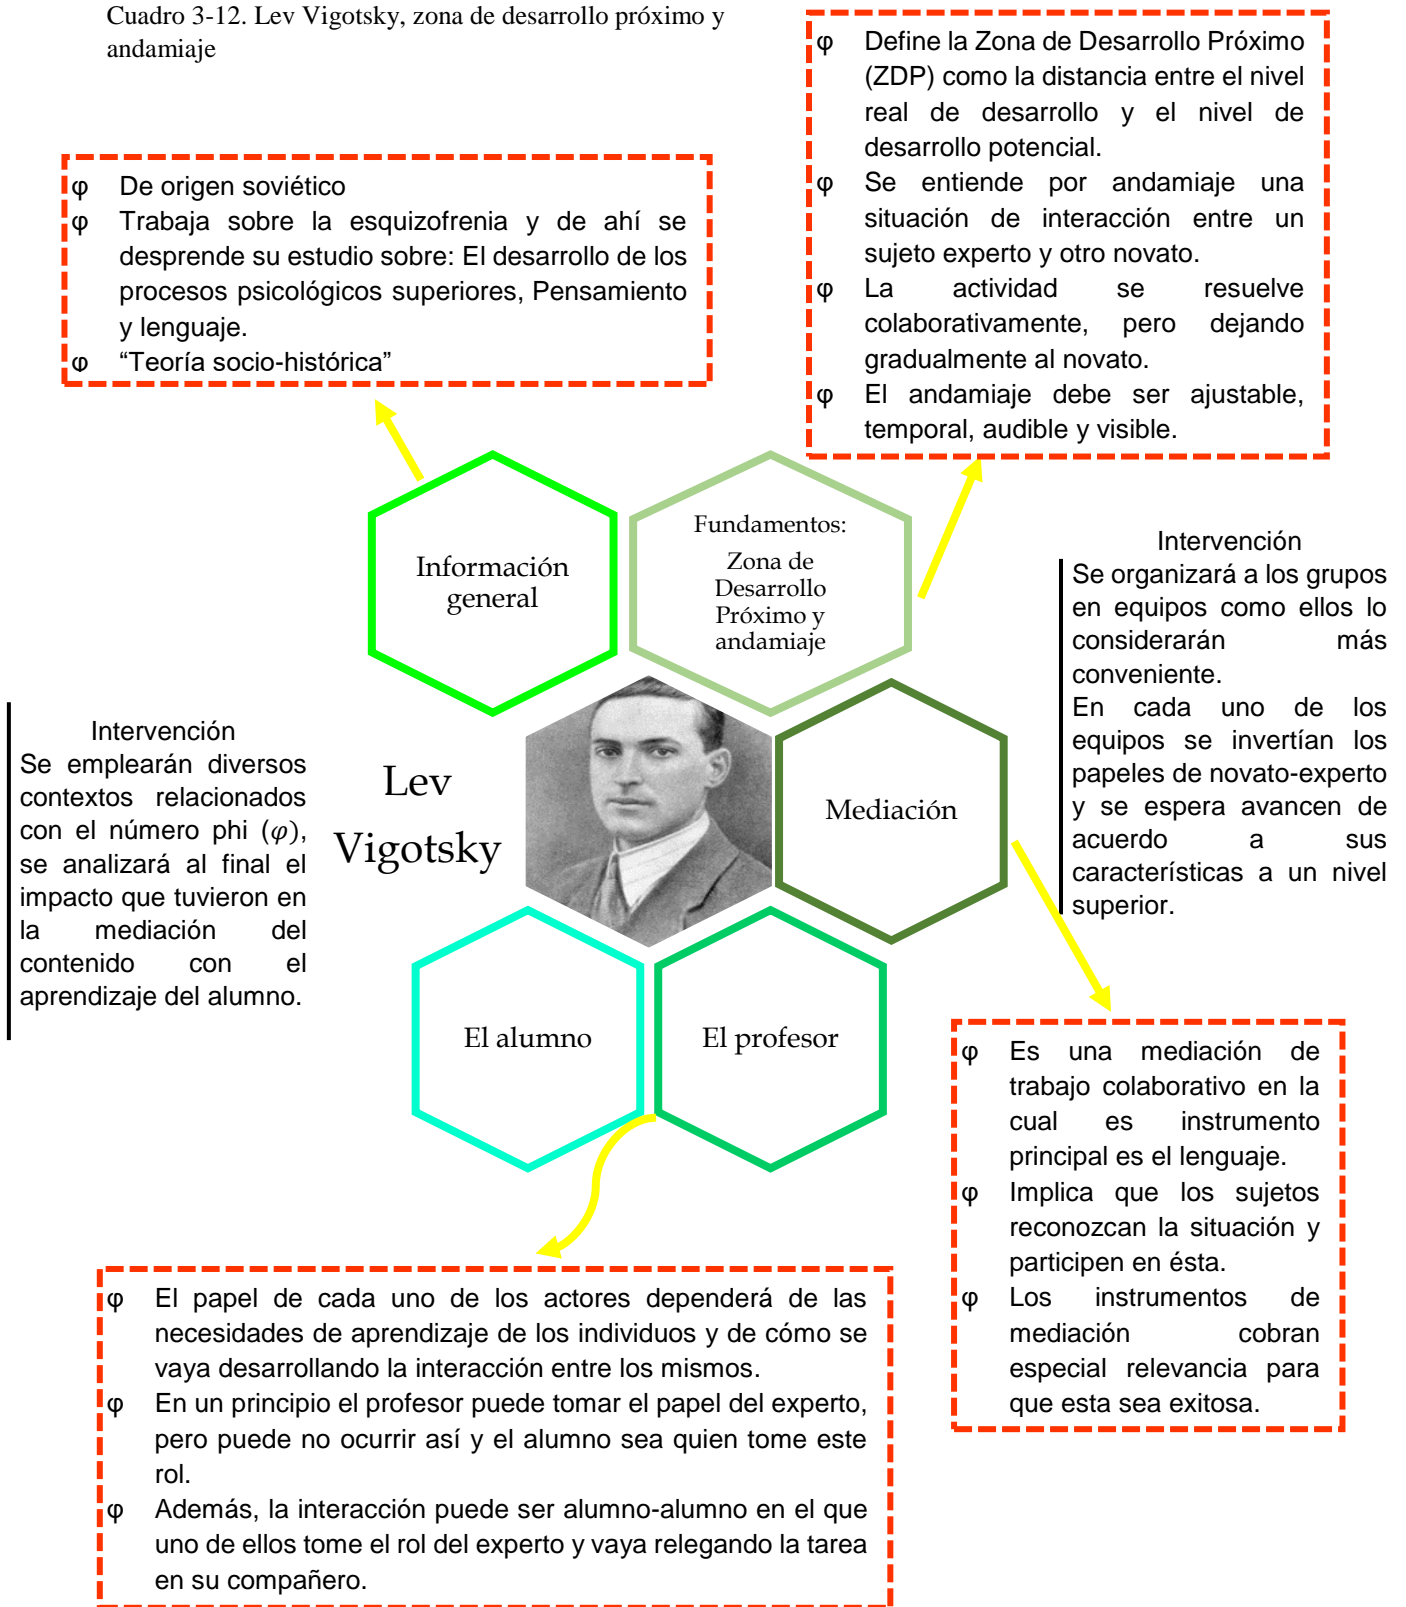 Cuadro 3-12. Lev Vigotsky, zona de desarrollo próximo y
andamiaje
φ De origen soviético
φ Trabaja sobre la esquizofrenia y de ahí se
desprende su estudio sobre: El desarrollo de los
procesos psicológicos superiores, Pensamiento
y lenguaje.
φ “Teoría socio-histórica”
φ Define la Zona de Desarrollo Próximo
(ZDP) como la distancia entre el nivel
real de desarrollo y el nivel de
desarrollo potencial.
φ Se entiende por andamiaje una
situación de interacción entre un
sujeto experto y otro novato.
φ La actividad se resuelve
colaborativamente, pero dejando
gradualmente al novato.
φ El andamiaje debe ser ajustable,
temporal, audible y visible.
Información
general
Fundamentos:
Zona de
Desarrollo
Próximo y
andamiaje
Intervención
Se organizará a los grupos
en equipos como ellos lo
considerarán más
conveniente.
En cada uno de los
equipos se invertían los
papeles de novato-experto
y se espera avancen de
acuerdo a sus
características a un nivel
superior.
Intervención
Se emplearán diversos
contextos relacionados
con el número phi (φ),
se analizará al final el
impacto que tuvieron en
la mediación del
contenido con el
aprendizaje del alumno.
Lev
Vigotsky
Mediación
El alumno
El profesor
φ Es una mediación de
trabajo colaborativo en la
cual es instrumento
principal es el lenguaje.
φ Implica que los sujetos
reconozcan la situación y
participen en ésta.
φ Los instrumentos de
mediación cobran
especial relevancia para
que esta sea exitosa.
φ El papel de cada uno de los actores dependerá de las
necesidades de aprendizaje de los individuos y de cómo se
vaya desarrollando la interacción entre los mismos.
φ En un principio el profesor puede tomar el papel del experto,
pero puede no ocurrir así y el alumno sea quien tome este
rol.
φ Además, la interacción puede ser alumno-alumno en el que
uno de ellos tome el rol del experto y vaya relegando la tarea
en su compañero.